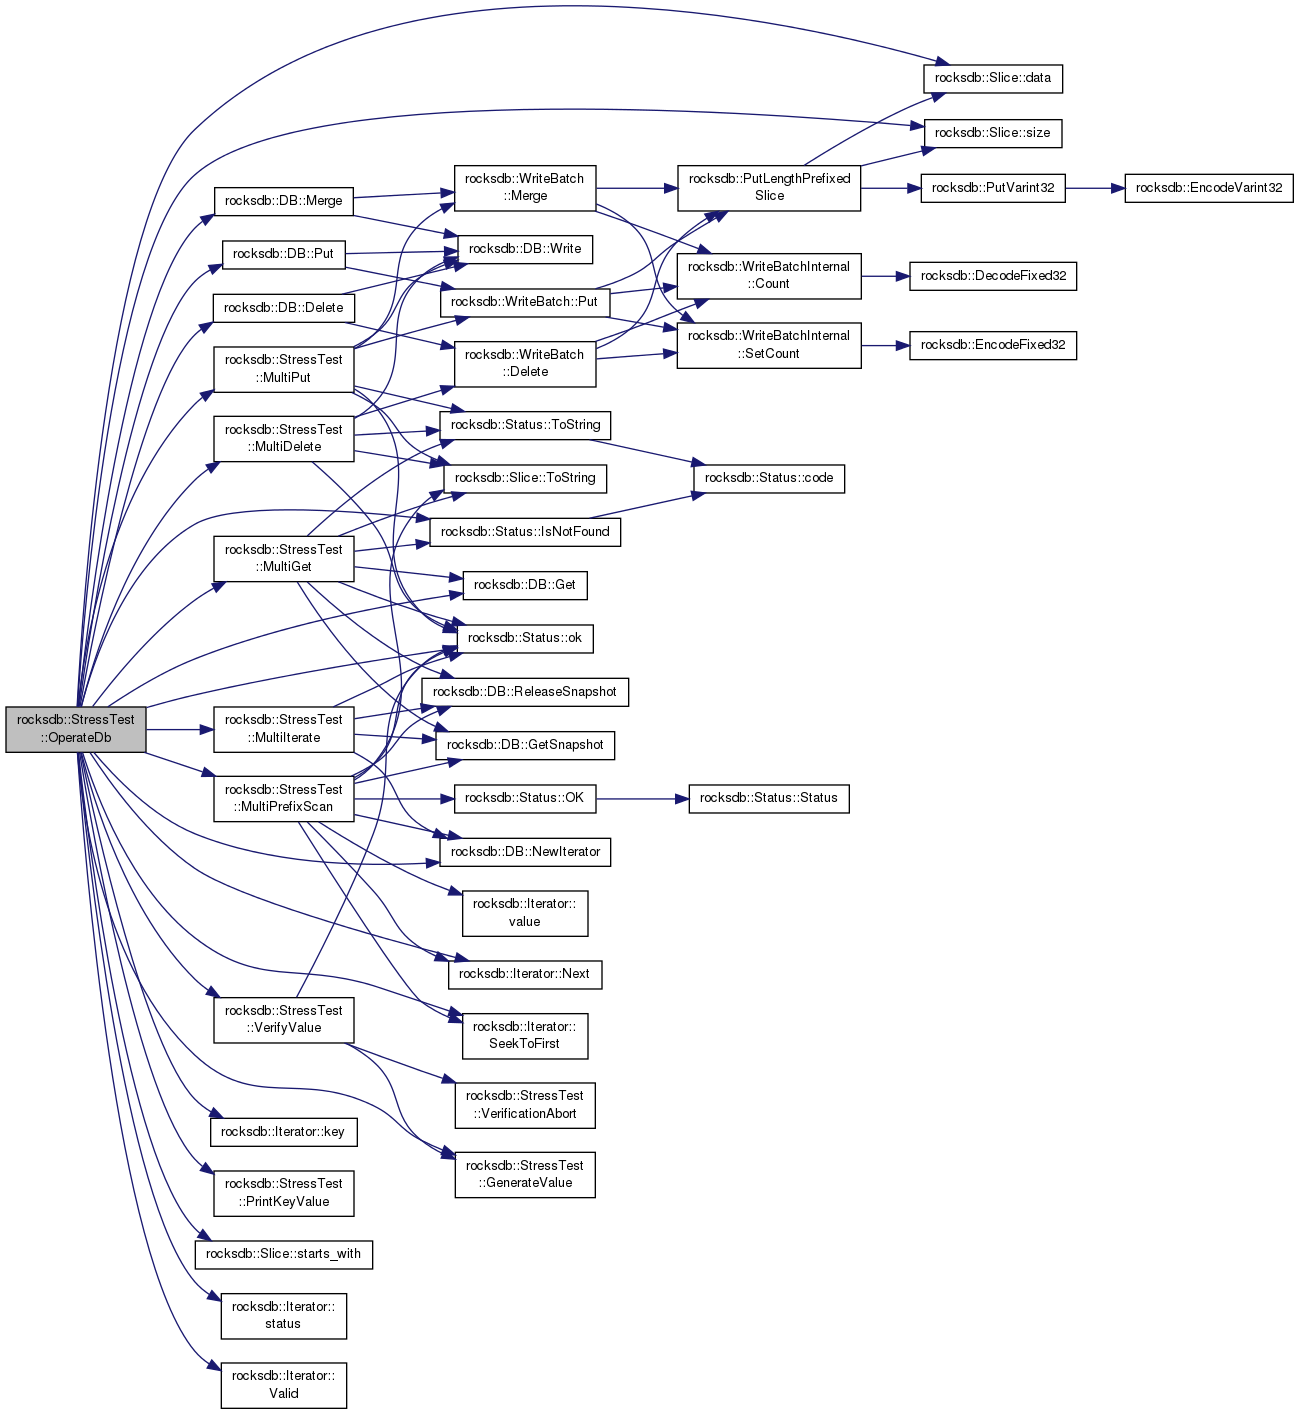 rocksdb::StressTest
::OperateDb
rocksdb::DB::Merge
rocksdb::DB::Put
rocksdb::DB::Delete
rocksdb::StressTest
::MultiPut
rocksdb::StressTest
::MultiDelete
rocksdb::StressTest
::MultiGet
rocksdb::StressTest
::MultiIterate
rocksdb::StressTest
::MultiPrefixScan
rocksdb::StressTest
::VerifyValue
rocksdb::Iterator::key
rocksdb::StressTest
::PrintKeyValue
rocksdb::Slice::starts_with
rocksdb::Iterator::
status
rocksdb::Iterator::
Valid
rocksdb::WriteBatch
::Merge
rocksdb::DB::Write
rocksdb::WriteBatch::Put
rocksdb::WriteBatch
::Delete
rocksdb::Status::ToString
rocksdb::Slice::ToString
rocksdb::Status::IsNotFound
rocksdb::DB::Get
rocksdb::Status::ok
rocksdb::DB::ReleaseSnapshot
rocksdb::DB::GetSnapshot
rocksdb::Status::OK
rocksdb::DB::NewIterator
rocksdb::Iterator::
value
rocksdb::Iterator::Next
rocksdb::Iterator::
SeekToFirst
rocksdb::StressTest
::VerificationAbort
rocksdb::StressTest
::GenerateValue
rocksdb::PutLengthPrefixed
Slice
rocksdb::WriteBatchInternal
::Count
rocksdb::WriteBatchInternal
::SetCount
rocksdb::Status::code
rocksdb::Status::Status
rocksdb::Slice::data
rocksdb::Slice::size
rocksdb::PutVarint32
rocksdb::DecodeFixed32
rocksdb::EncodeFixed32
rocksdb::EncodeVarint32